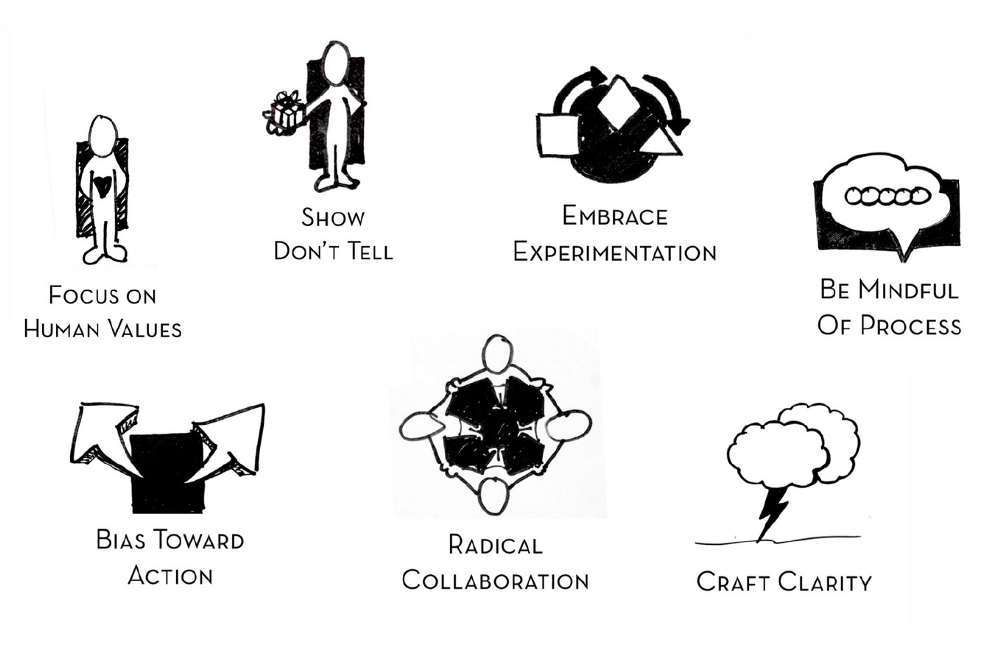 Focus on
Human Values
Show
Don't Tell
Embrace
Experimentation
Be Mindful
Of Process
Bias Toward
Action
Radical
Collaboration
Craft Clarity